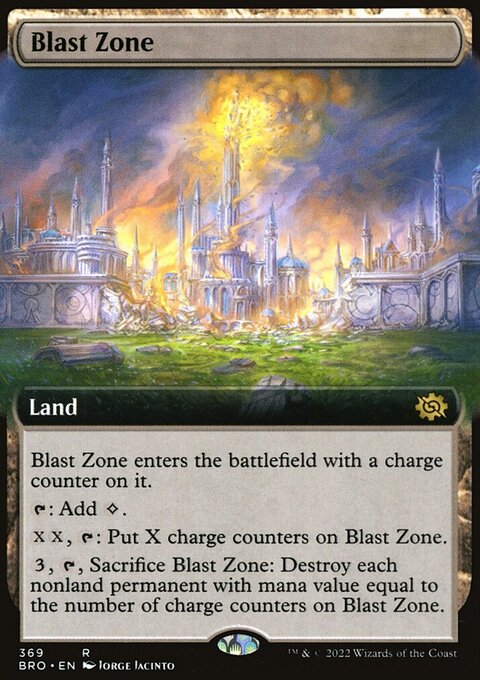 Blast Zone
Land
Blast Zone enters the battlefield with a charge
counter on it.
: Add .
X X, : Put X charge counters on Blast Zone.
3, , Sacrifice Blast Zone: Destroy each
nonland permanent with mana value equal to
the number of charge counters on Blast Zone.
369 R
BRO • EN Jorge Jacinto
™ & © 2022 Wizards of the Coast